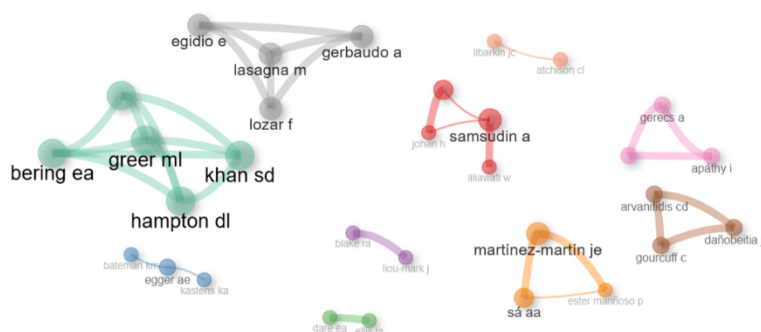 egidio e
gerbaudo a
lasagna m
lozar f
libarkin jc
atchison cl
johan h
samsudin a
liliawati w
gerecs a
apáthy i
bering ea
greer ml
khan sd
hampton dl
arvanitidis cd
dañobeitia
gourcuff c
blake ra
liou-mark j
martínez-martín je
sá aa
ester mannoso p
bateman km
egger ae
kastens ka
dare ea